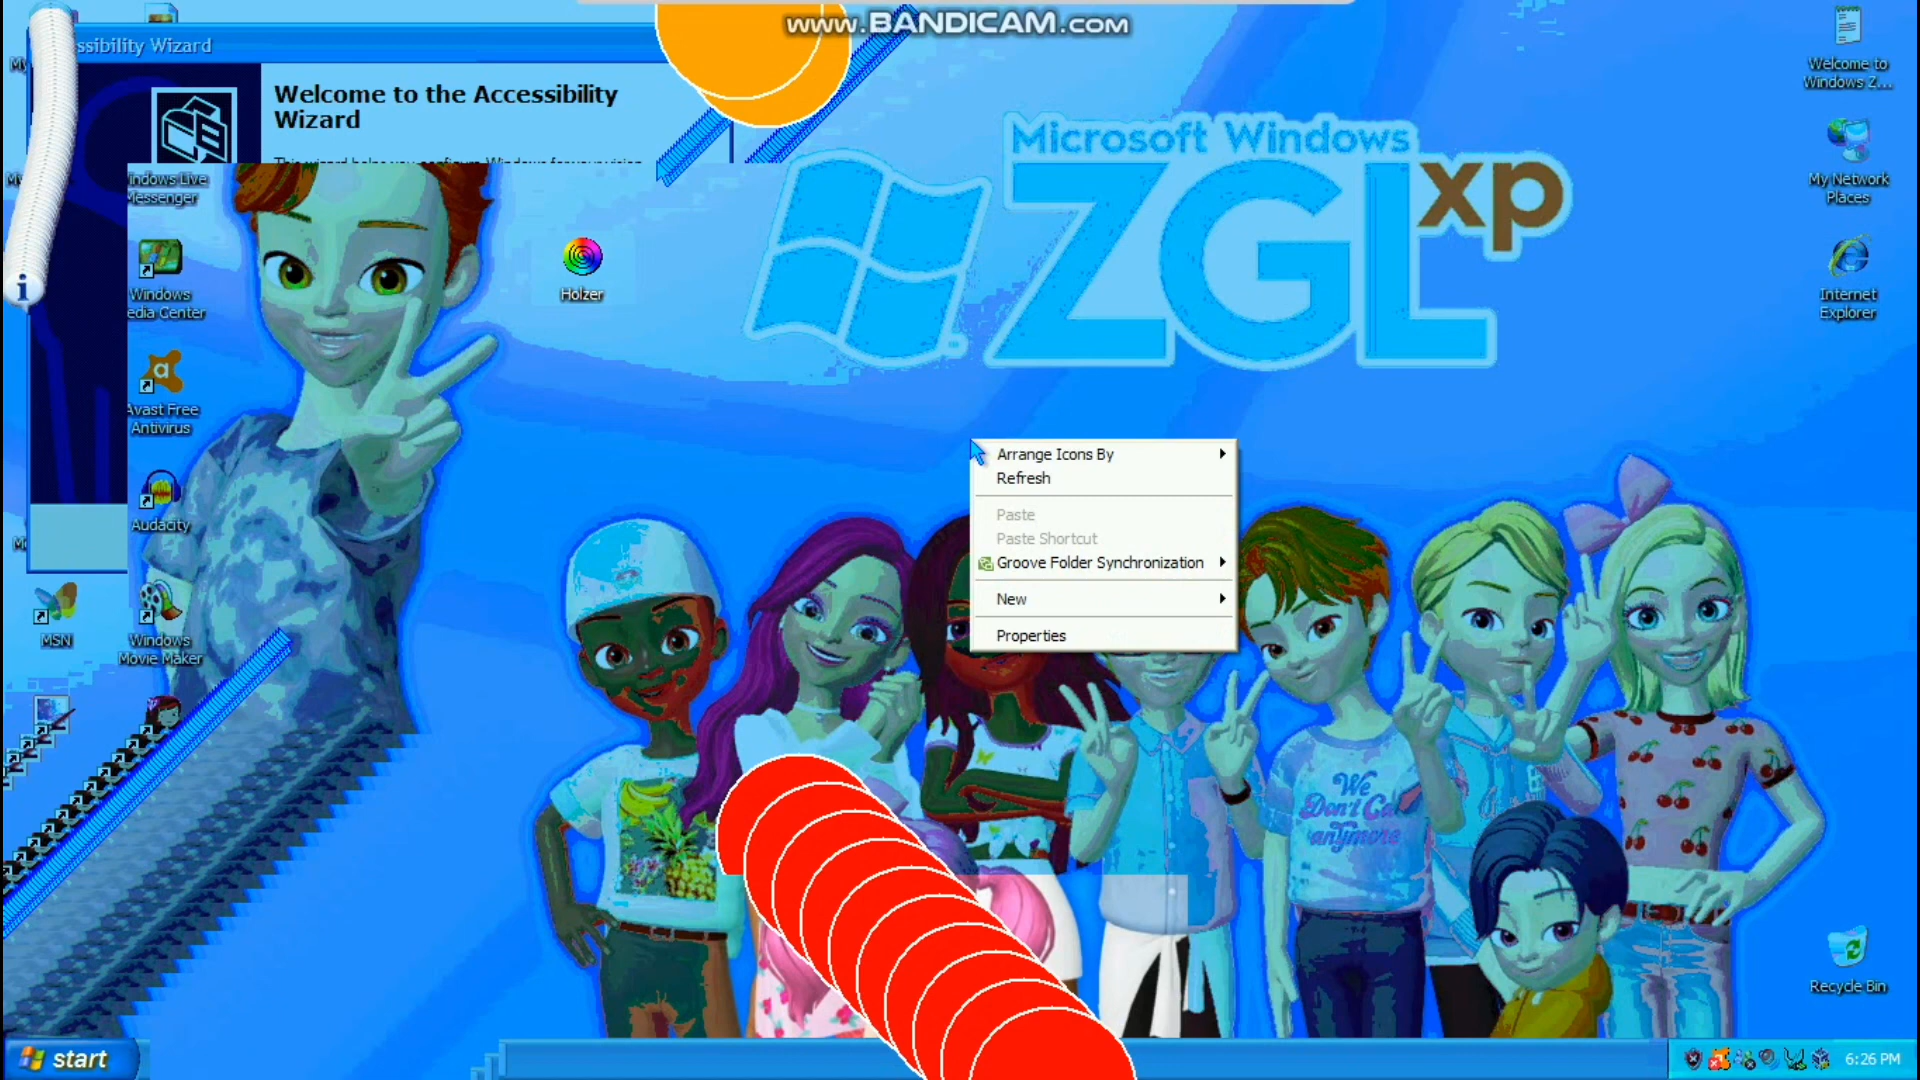 www.BANDICAM.com
ssibility Wizard
Welcome to the Accessibility
Wizard
Microsoft Windows
ZGL xp
Welcome to
Windows Z...
My Network
Places
Internet
Explorer
Recycle Bin
indows Live
Messenger
Windows
edia Center
Avast Free
Antivirus
Audacity
MSN
Windows
Movie Maker
Holzer
Arrange Icons By
Refresh
Paste
Paste Shortcut
Groove Folder Synchronization
New
Properties
We
Don't Ca
anymore
start
6:26 PM